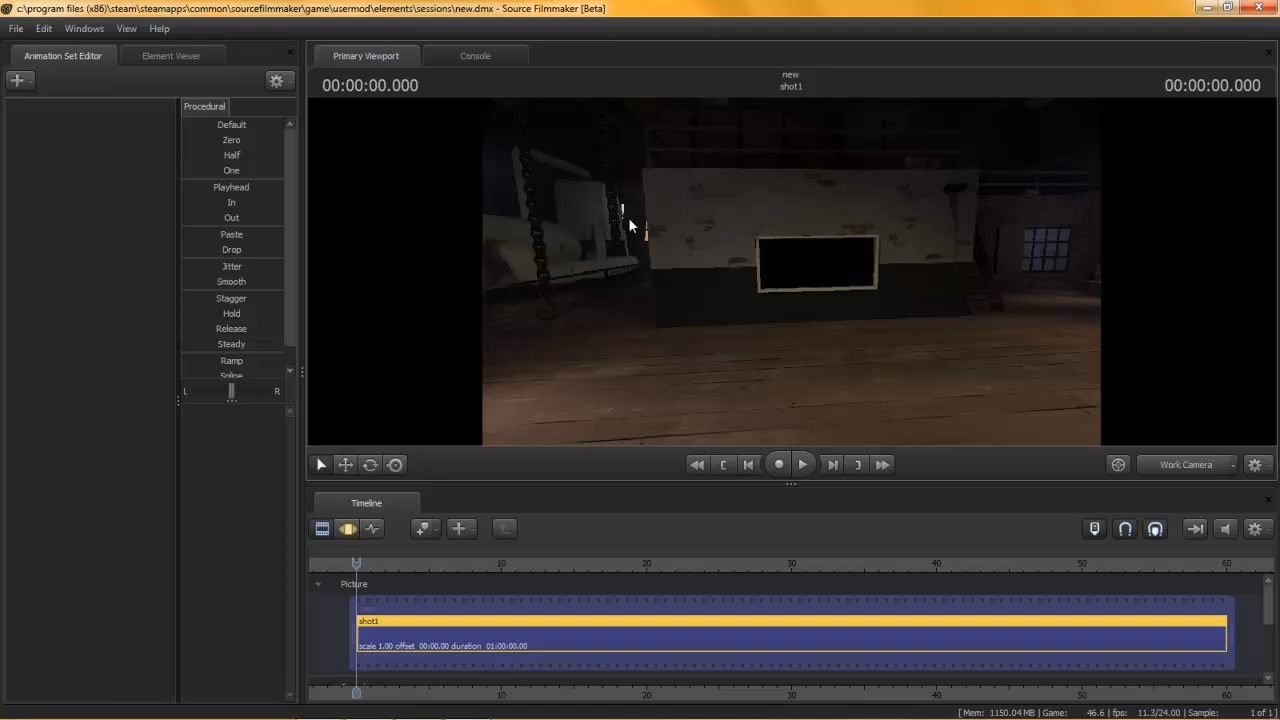 c:\program files (x86)\steam\steamapps\common\sourcefilmmaker\game\usermod\elements\sessions\new.dmx - Source Filmmaker [Beta]
File Edit Windows View Help
Animation Set Editor Element Viewer Primary Viewport Console
00:00:00.000 new 00:00:00.000
shot1
Procedural
Default
Zero
Half
One
Playhead
In
Out
Paste
Drop
Jitter
Smooth
Stagger
Hold
Release
Steady
Ramp
Spline
L R
Work Camera
Timeline
0 10 20 30 40 50 60
Picture
shot1
scale 1.00 offset 00:00.00 duration 01:00:00.00
10 20 30 40 50 60
[ Mem: 1150.04 MB | Game: 46.6 | fps: 11.3/24.00 | Sample: 1 of 1 ]